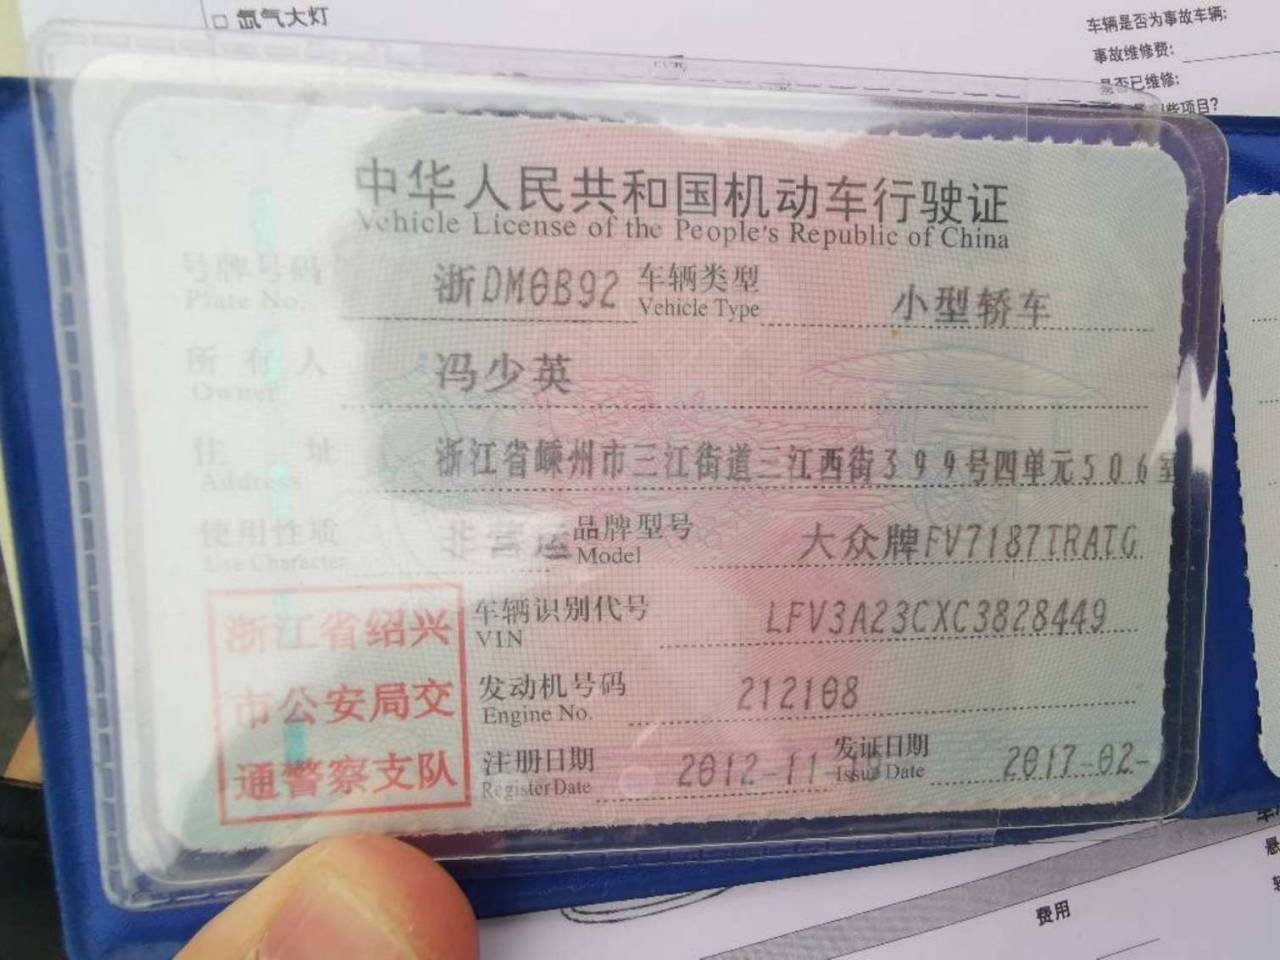 □ 氙气大灯
车辆是否为事故车辆:
事故维修费:
是否已维修:
些项目?
中华人民共和国机动车行驶证
Vehicle License of the People's Republic of China
号牌号码 浙DM0B92 车辆类型 小型轿车
Plate No. Vehicle Type
所有人 冯少英
Owner
住址 浙江省嵊州市三江街道三江西街399号四单元506室
Address
使用性质 非营运 品牌型号 大众牌FV7187TRATG
Use Character Model
浙江省绍兴
市公安局交
通警察支队
车辆识别代号 LFV3A23CXC3828449
VIN
发动机号码 212108
Engine No.
注册日期 2012-11- 发证日期 2017-02-
Register Date Issue Date
费用